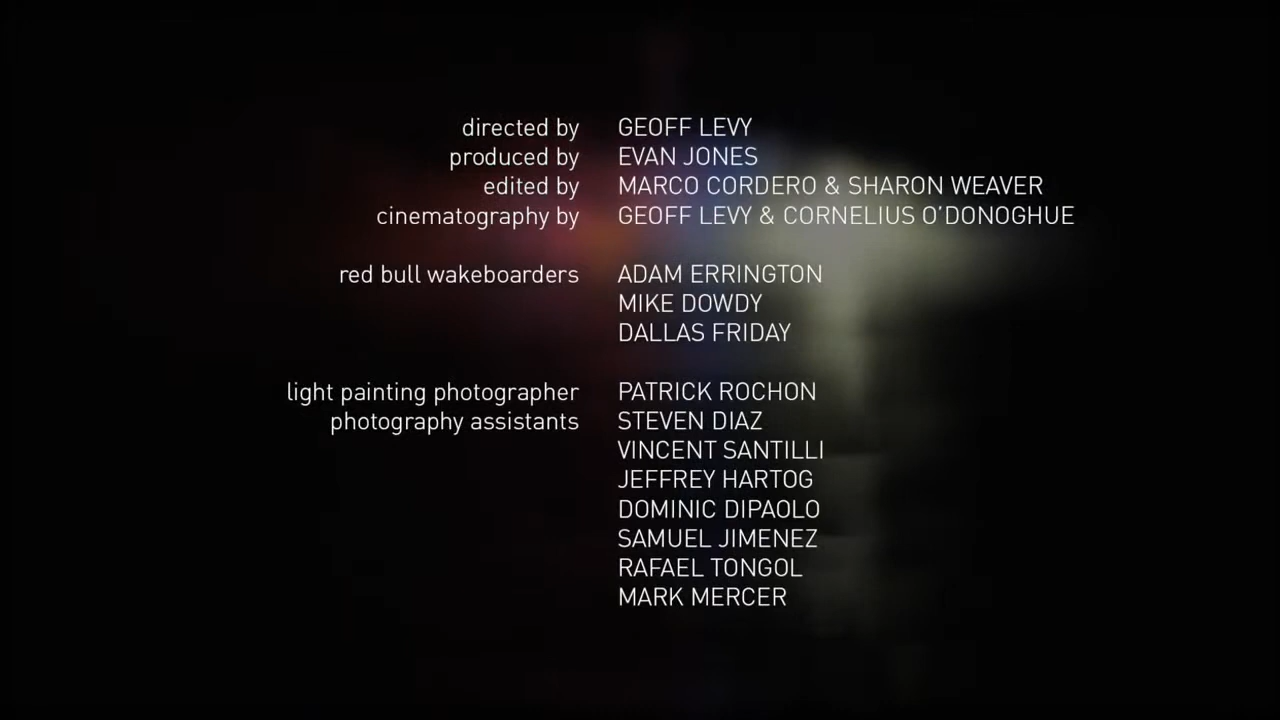 directed by GEOFF LEVY
produced by EVAN JONES
edited by MARCO CORDERO & SHARON WEAVER
cinematography by GEOFF LEVY & CORNELIUS O'DONOGHUE
red bull wakeboarders ADAM ERRINGTON
MIKE DOWDY
DALLAS FRIDAY
light painting photographer PATRICK ROCHON
photography assistants STEVEN DIAZ
VINCENT SANTILLI
JEFFREY HARTOG
DOMINIC DIPAOLO
SAMUEL JIMENEZ
RAFAEL TONGOL
MARK MERCER